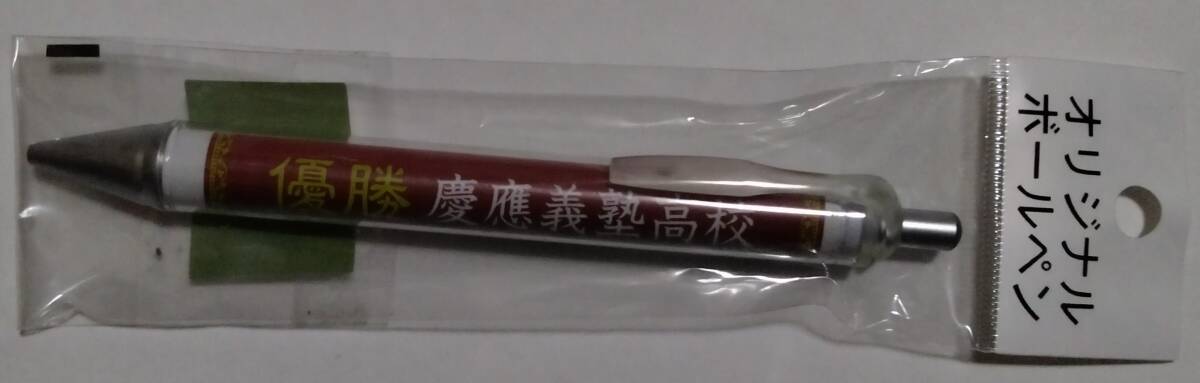 優勝 慶應義塾高校
オリジナル
ボールペン